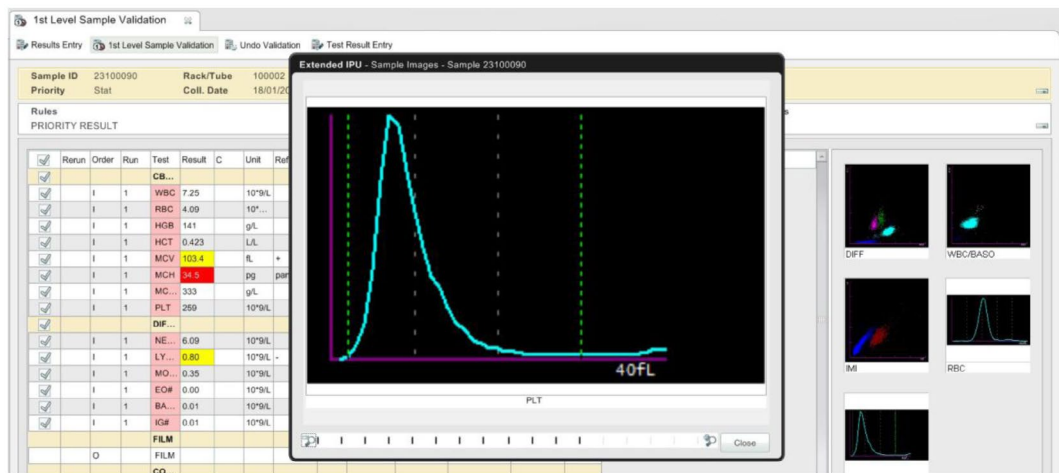 1st Level Sample Validation
Results Entry 1st Level Sample Validation Undo Validation Test Result Entry
Extended IPU - Sample Images - Sample 23100090
Sample ID 23100090 Rack/Tube 100002
Priority Stat Coll. Date 18/01/20
Rules s
PRIORITY RESULT
Rerun Order Run Test Result C Unit Ref
CB...
I 1 WBC 7.25 10*9/L
I 1 RBC 4.09 10*...
I 1 HGB 141 g/L
I 1 HCT 0.423 L/L
I 1 MCV 103.4 fL +
I 1 MCH 34.5 pg pan
I 1 MC... 333 g/L
I 1 PLT 259 10*9/L
DIF...
I 1 NE... 6.09 10*9/L
I 1 LY... 0.80 10*9/L -
I 1 MO... 0.35 10*9/L
I 1 EO# 0.00 10*9/L
I 1 BA... 0.01 10*9/L
I 1 IG# 0.01 10*9/L
FILM
O FILM
CO...
40fL
PLT
Close
DIFF WBC/BASO
IMI RBC